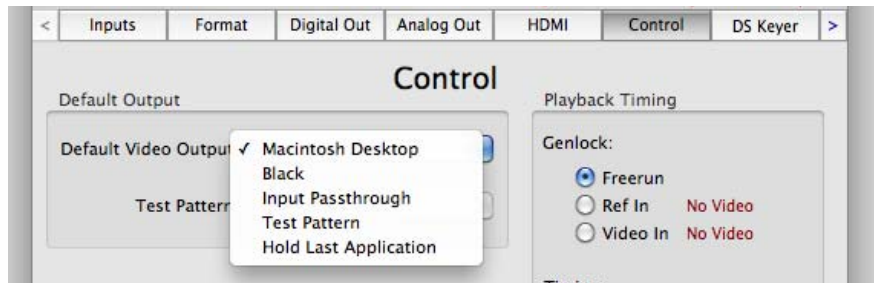 < Inputs Format Digital Out Analog Out HDMI Control DS Keyer >
Control
Default Output
Default Video Output ✓ Macintosh Desktop
Black
Input Passthrough
Test Pattern
Hold Last Application
Test Pattern
Playback Timing
Genlock:
Freerun
Ref In No Video
Video In No Video